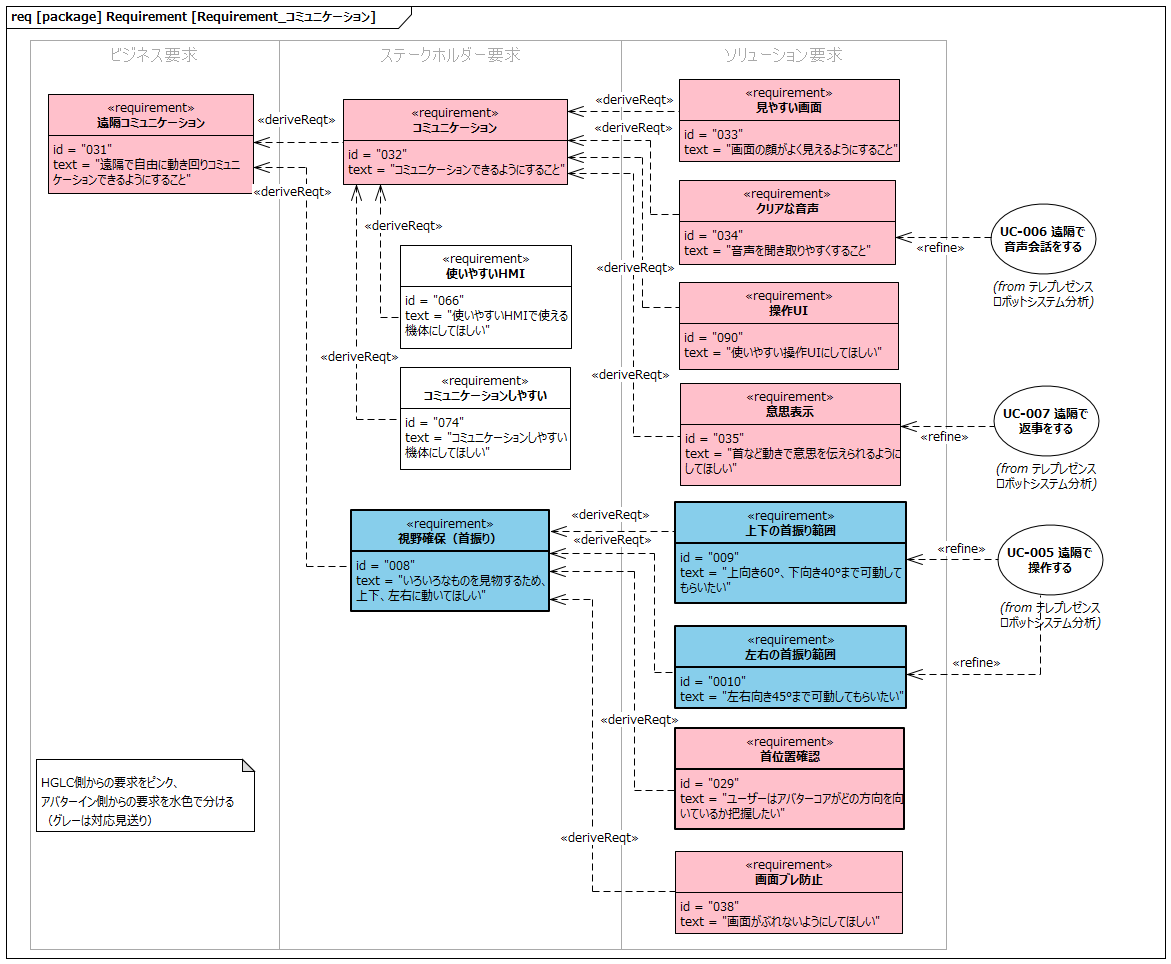 req [package] Requirement [Requirement_コミュニケーション]
ビジネス要求
ステークホルダー要求
ソリューション要求
«requirement»
遠隔コミュニケーション
id = "031"
text = "遠隔で自由に動き回りコミュニ
ケーションできるようにすること"
«deriveReqt»
«deriveReqt»
«requirement»
コミュニケーション
id = "032"
text = "コミュニケーションできるようにすること"
«deriveReqt»
«requirement»
使いやすいHMI
id = "066"
text = "使いやすいHMIで使える
機体にしてほしい"
«deriveReqt»
«requirement»
コミュニケーションしやすい
id = "074"
text = "コミュニケーションしやすい
機体にしてほしい"
«requirement»
視野確保（首振り）
id = "008"
text = "いろいろなものを見物するため、
上下、左右に動いてほしい"
«deriveReqt»
«deriveReqt»
«deriveReqt»
«deriveReqt»
«deriveReqt»
«deriveReqt»
«deriveReqt»
«deriveReqt»
«requirement»
見やすい画面
id = "033"
text = "画面の顔がよく見えるようにすること"
«requirement»
クリアな音声
id = "034"
text = "音声を聞き取りやすくすること"
«refine»
UC-006 遠隔で
音声会話をする
(from テレプレゼンス
ロボットシステム分析)
«requirement»
操作UI
id = "090"
text = "使いやすい操作UIにしてほしい"
«requirement»
意思表示
id = "035"
text = "首など動きで意思を伝えられるように
してほしい"
«refine»
UC-007 遠隔で
返事をする
(from テレプレゼンス
ロボットシステム分析)
«requirement»
上下の首振り範囲
id = "009"
text = "上向き60°、下向き40°まで可動して
もらいたい"
«refine»
UC-005 遠隔で
操作する
(from テレプレゼンス
ロボットシステム分析)
«requirement»
左右の首振り範囲
id = "0010"
text = "左右向き45°まで可動してもらいたい"
«refine»
«requirement»
首位置確認
id = "029"
text = "ユーザーはアバターコアがどの方向を向
いているか把握したい"
«requirement»
画面ブレ防止
id = "038"
text = "画面がぶれないようにしてほしい"
HGLC側からの要求をピンク、
アバターイン側からの要求を水色で分ける
（グレーは対応見送り）